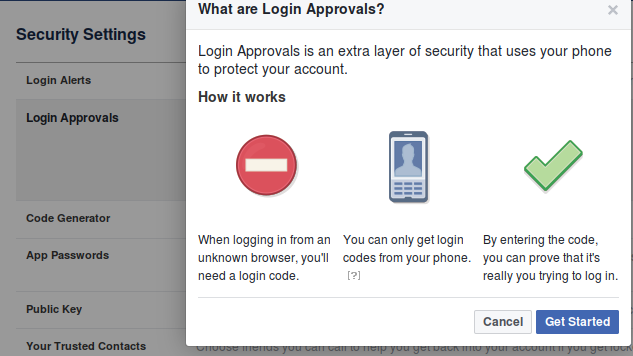 What are Login Approvals?
×
Security Settings
Login Approvals is an extra layer of security that uses your phone
to protect your account.
Login Alerts
Login Approvals
How it works
When logging in from an
unknown browser, you'll
need a login code.
You can only get login
codes from your phone.
[?]
By entering the code,
you can prove that it's
really you trying to log in.
Code Generator
App Passwords
Public Key
Cancel
Get Started
Your Trusted Contacts
Choose friends you can call to help you get back into your account if you get lock